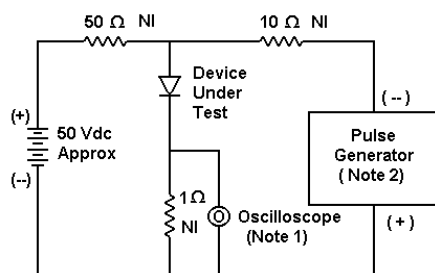 50 Ω NI
10 Ω NI
Device
Under
Test
(+)
50 Vdc
Approx
(--)
(--)
Pulse
Generator
( Note 2)
(+)
1Ω
NI
Oscilloscope
(Note 1)